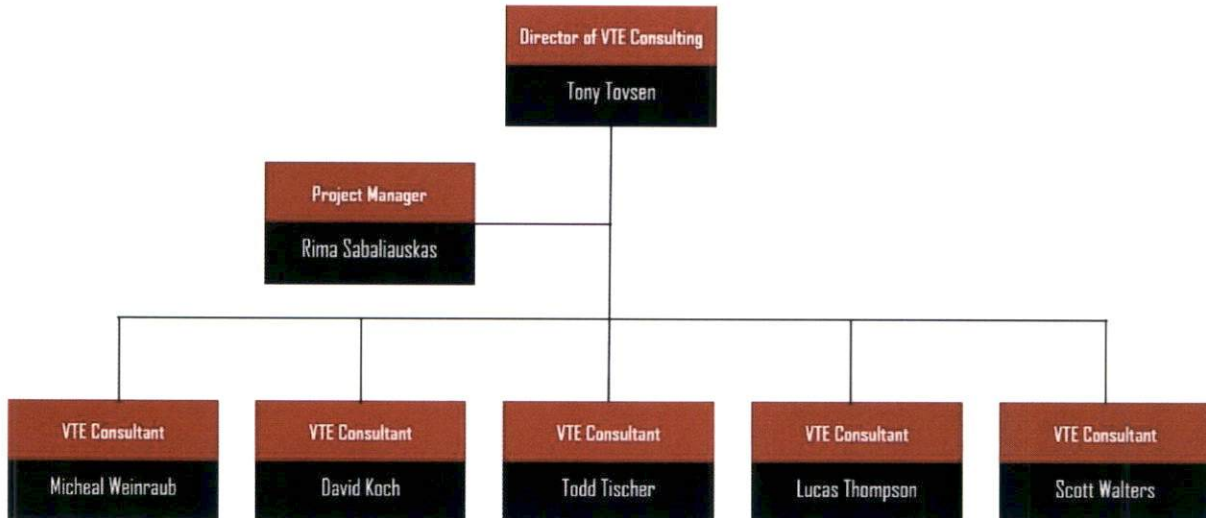 Director of VTE Consulting
Tony Tovsen
Project Manager
Rima Sabaliauskas
VTE Consultant
Micheal Weinraub
VTE Consultant
David Koch
VTE Consultant
Todd Tischer
VTE Consultant
Lucas Thompson
VTE Consultant
Scott Walters